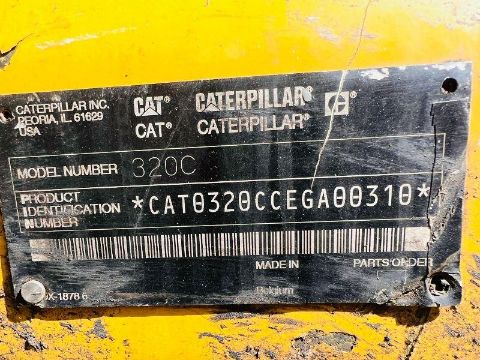 CATERPILLAR INC.
PEORIA, IL 61629
USA
CAT® CATERPILLAR®
CAT® CATERPILLAR®
MODEL NUMBER 320C
PRODUCT
IDENTIFICATION
NUMBER
*CAT0320CCEGA00310*
MADE IN PARTS ORDER
Belgium